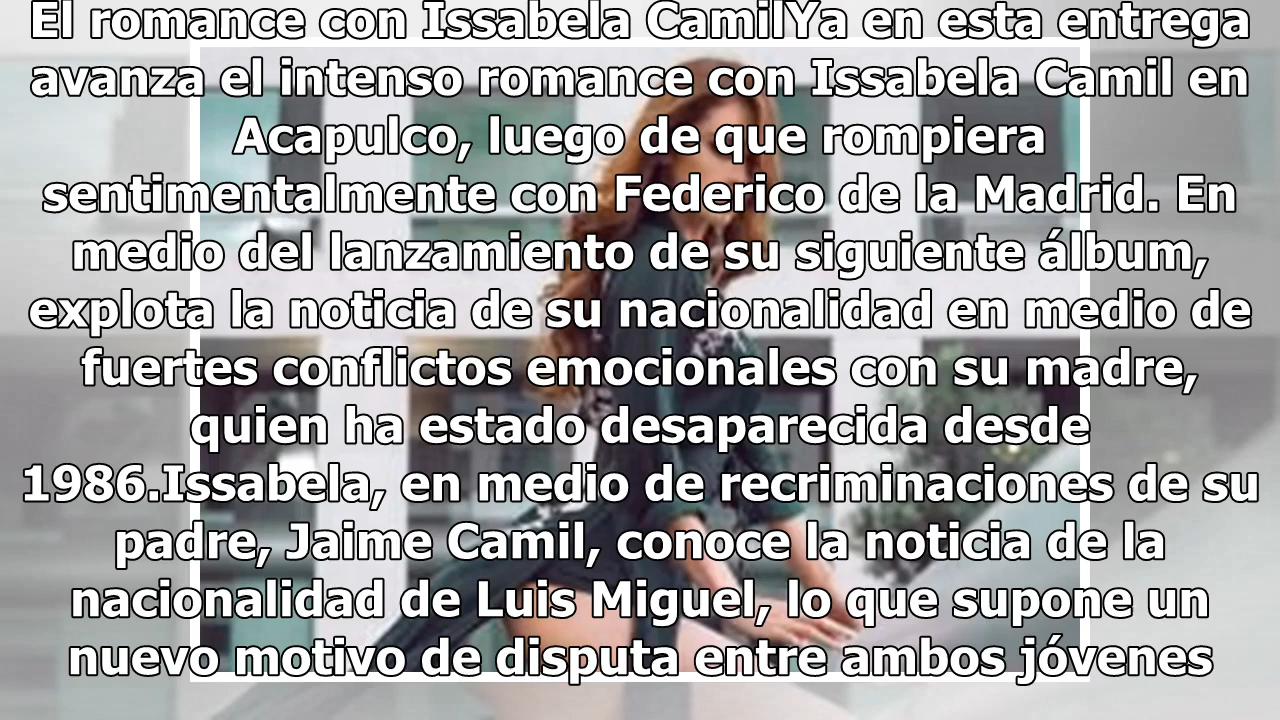 El romance con Issabela CamilYa en esta entrega
avanza el intenso romance con Issabela Camil en
Acapulco, luego de que rompiera
sentimentalmente con Federico de la Madrid. En
medio del lanzamiento de su siguiente álbum,
explota la noticia de su nacionalidad en medio de
fuertes conflictos emocionales con su madre,
quien ha estado desaparecida desde
1986.Issabela, en medio de recriminaciones de su
padre, Jaime Camil, conoce la noticia de la
nacionalidad de Luis Miguel, lo que supone un
nuevo motivo de disputa entre ambos jóvenes